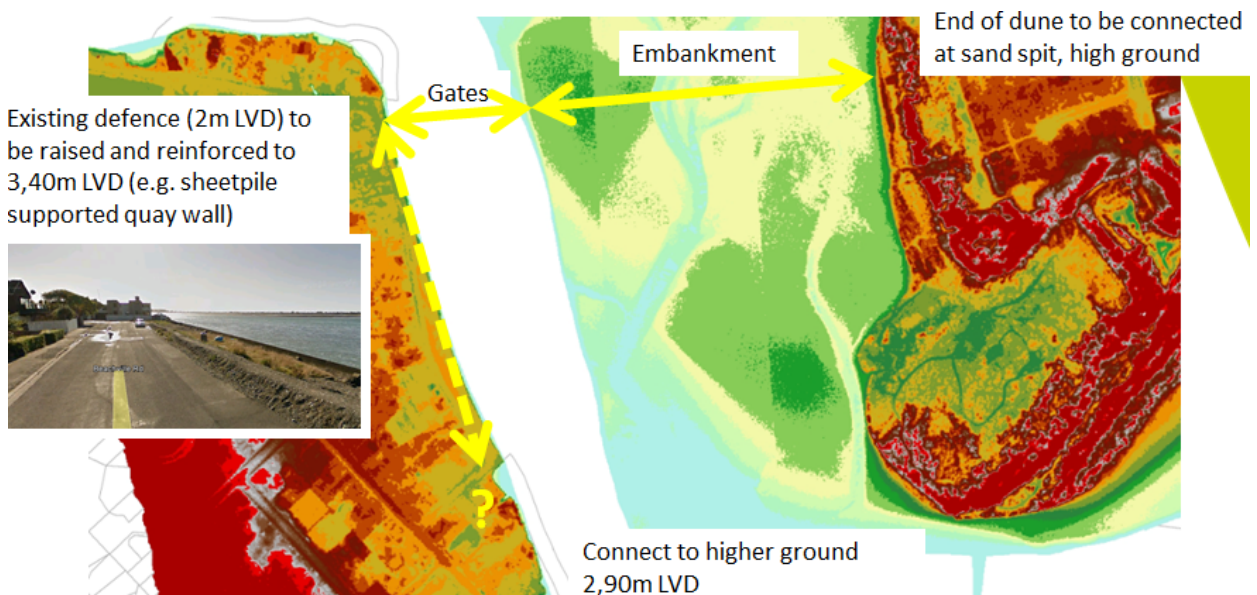 End of dune to be connected
at sand spit, high ground
Embankment
Gates
Existing defence (2m LVD) to
be raised and reinforced to
3,40m LVD (e.g. sheetpile
supported quay wall)
?
Connect to higher ground
2,90m LVD